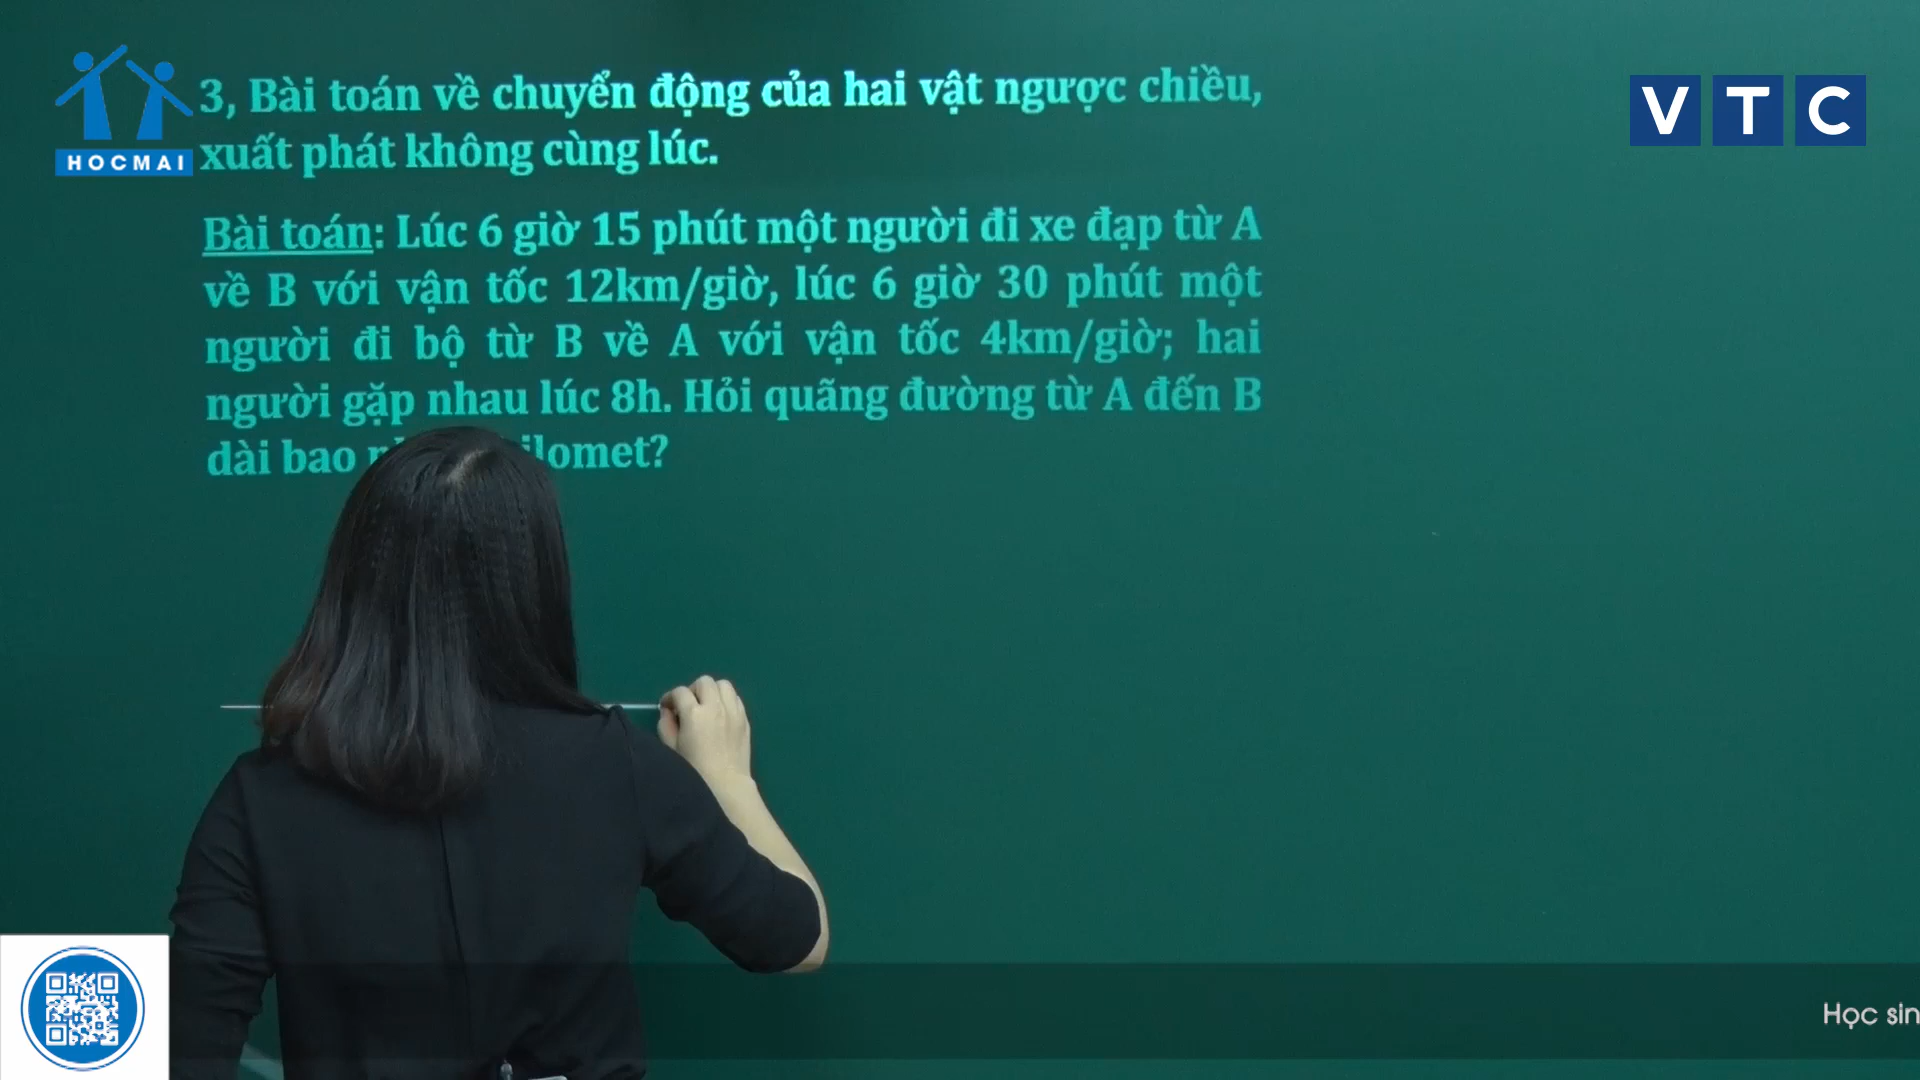 3, Bài toán về chuyển động của hai vật ngược chiều,
xuất phát không cùng lúc.
Bài toán: Lúc 6 giờ 15 phút một người đi xe đạp từ A
về B với vận tốc 12km/giờ, lúc 6 giờ 30 phút một
người đi bộ từ B về A với vận tốc 4km/giờ; hai
người gặp nhau lúc 8h. Hỏi quãng đường từ A đến B
dài bao ilomet?
HOCMAI
VTC
Học sin